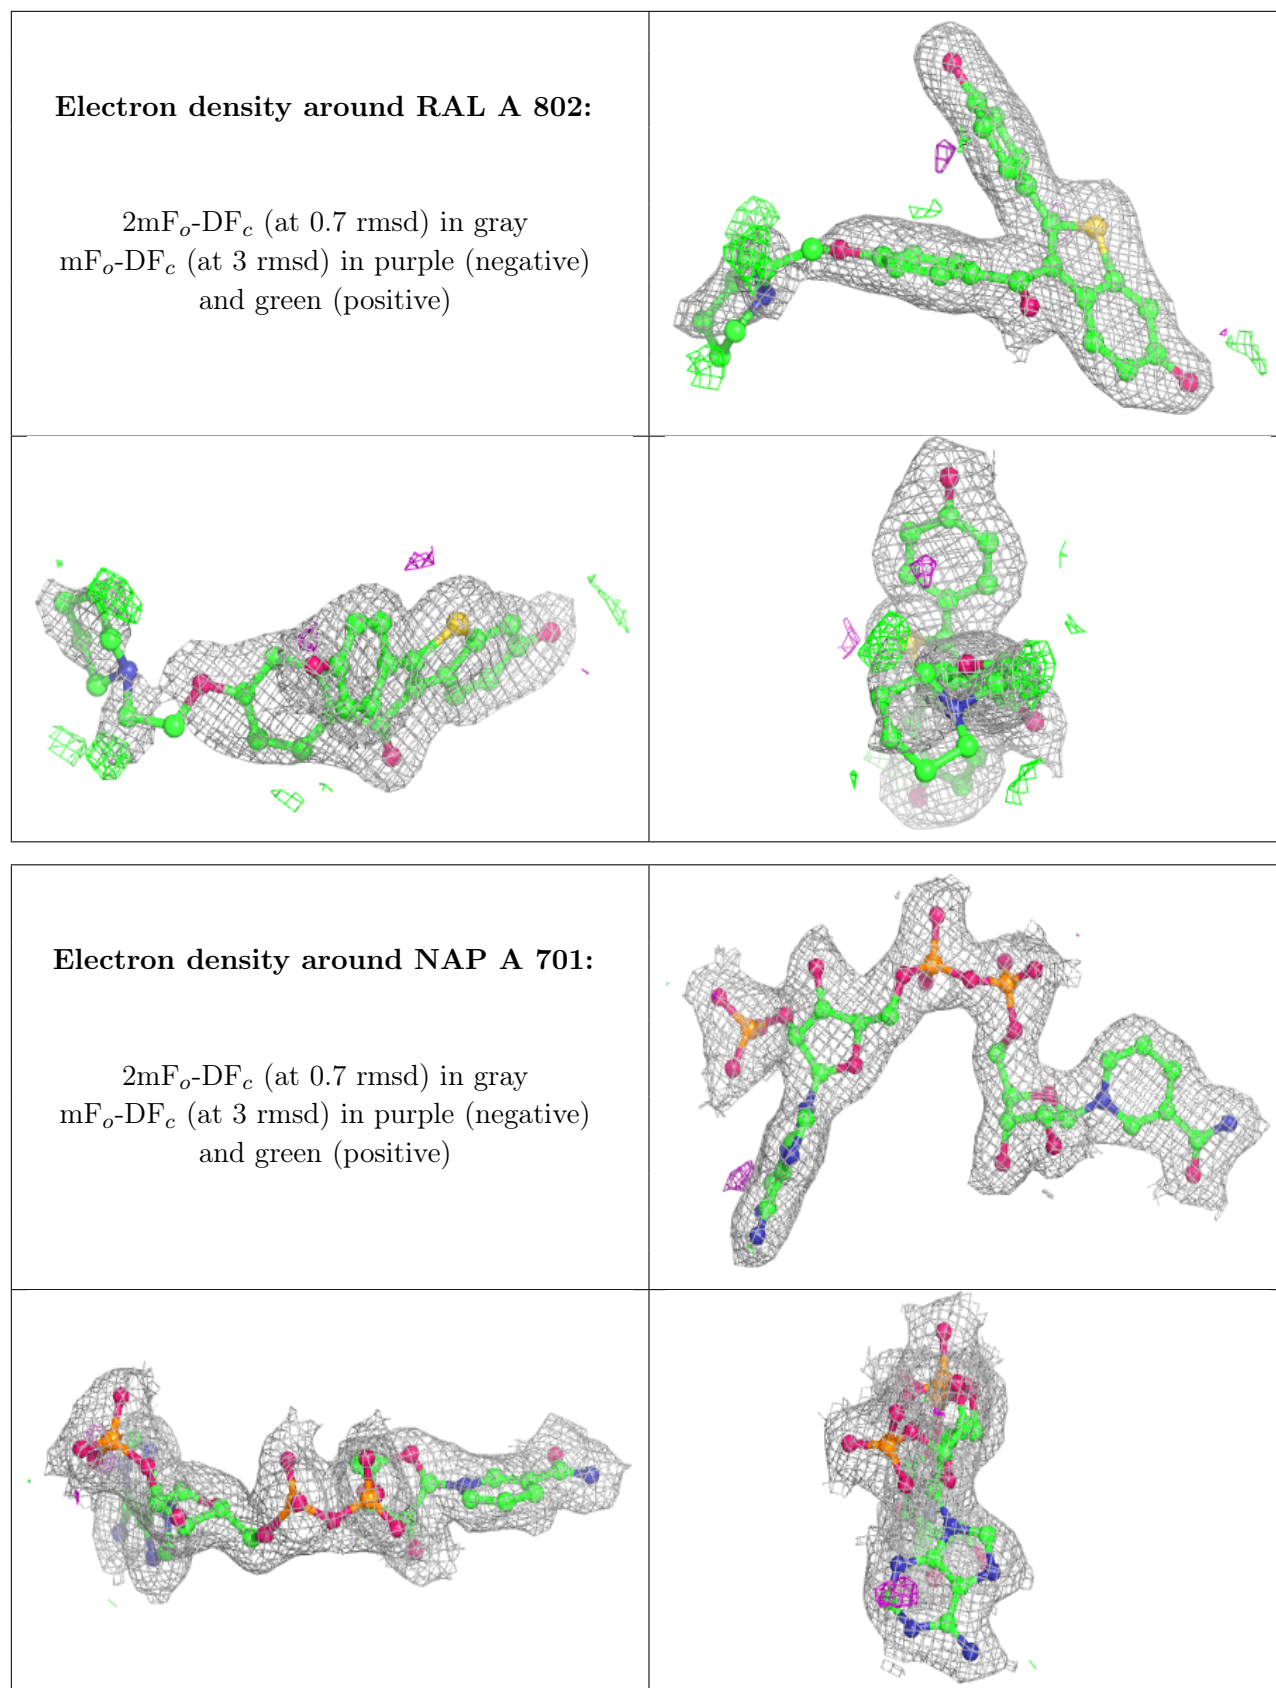 Electron density around RAL A 802:
2mFo-DFc (at 0.7 rmsd) in gray
mFo-DFc (at 3 rmsd) in purple (negative)
and green (positive)
Electron density around NAP A 701:
2mFo-DFc (at 0.7 rmsd) in gray
mFo-DFc (at 3 rmsd) in purple (negative)
and green (positive)